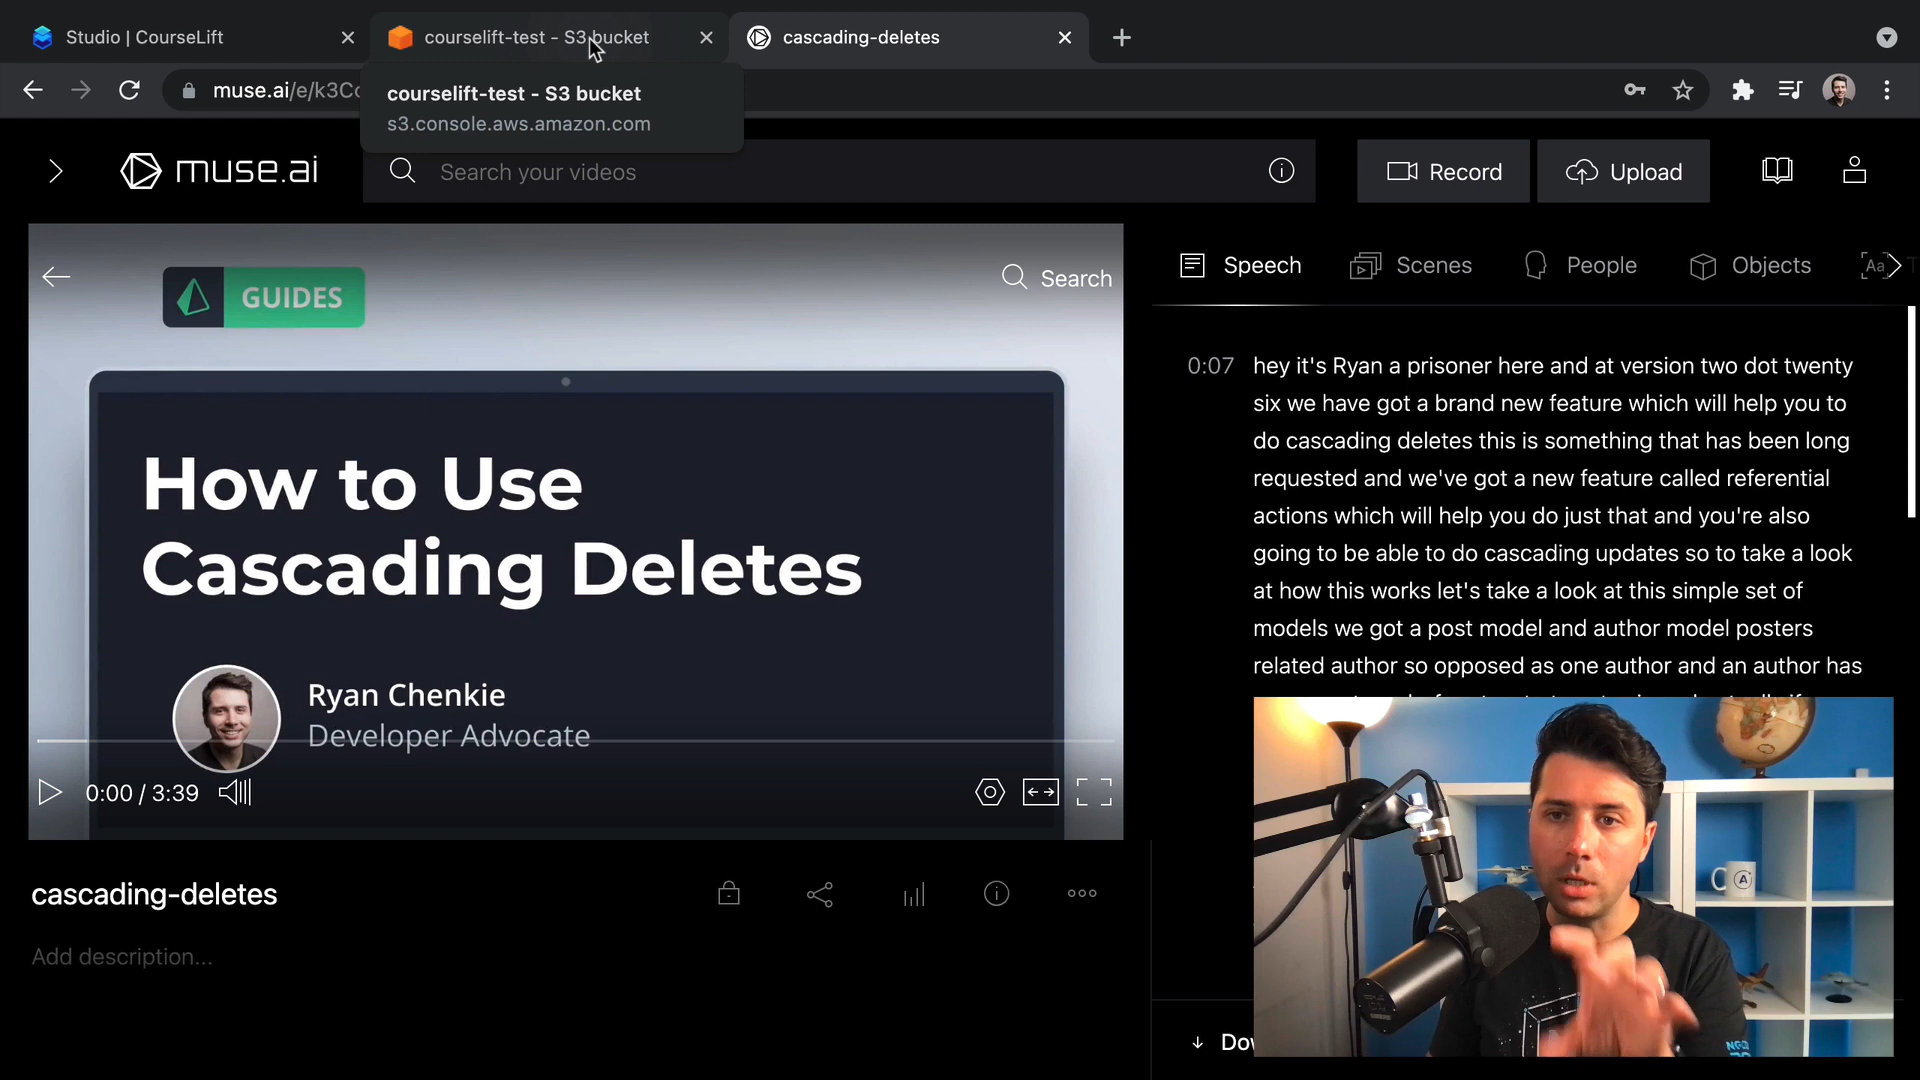 Studio | CourseLift
courselift-test - S3 bucket
cascading-deletes
muse.ai/e/k3C
courselift-test - S3 bucket
s3.console.aws.amazon.com
muse.ai
Search your videos
Record
Upload
GUIDES
Search
Speech
Scenes
People
Objects
Aa
How to Use
Cascading Deletes
Ryan Chenkie
Developer Advocate
0:00 / 3:39
0:07
hey it's Ryan a prisoner here and at version two dot twenty
six we have got a brand new feature which will help you to
do cascading deletes this is something that has been long
requested and we've got a new feature called referential
actions which will help you do just that and you're also
going to be able to do cascading updates so to take a look
at how this works let's take a look at this simple set of
models we got a post model and author model posters
related author so opposed as one author and an author has
cascading-deletes
Add description...
A